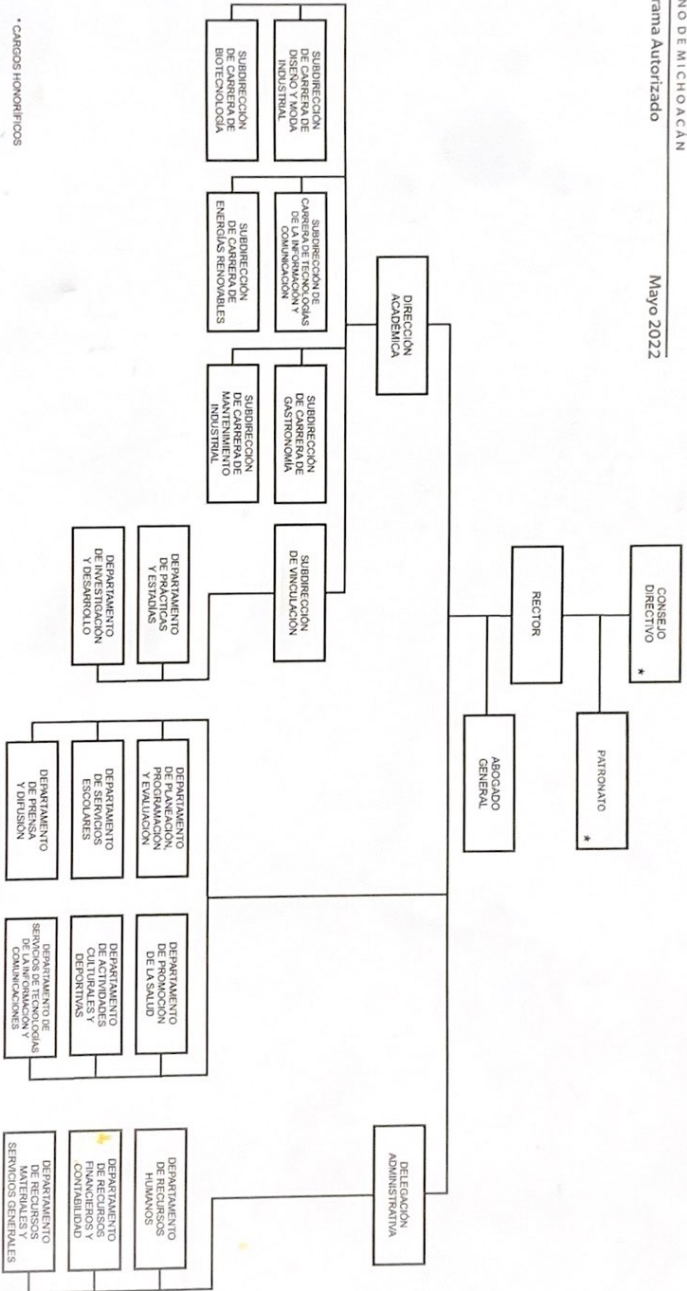 NO DE MICHOACÁN
rama Autorizado
Mayo 2022
CONSEJO
DIRECTIVO
*
PATRONATO
*
RECTOR
ABOGADO
GENERAL
DIRECCIÓN
ACADÉMICA
DELEGACIÓN
ADMINISTRATIVA
SUBDIRECCIÓN
DE CARRERA DE
DISEÑO Y MODA
INDUSTRIAL
SUBDIRECCIÓN DE
CARRERA DE TECNOLOGÍAS
DE LA INFORMACIÓN Y
COMUNICACIÓN
SUBDIRECCIÓN
DE CARRERA DE
GASTRONOMÍA
SUBDIRECCIÓN
DE VINCULACIÓN
SUBDIRECCIÓN
DE CARRERA DE
BIOTECNOLOGÍA
SUBDIRECCIÓN
DE CARRERA DE
ENERGÍAS RENOVABLES
SUBDIRECCIÓN
DE CARRERA DE
MANTENIMIENTO
INDUSTRIAL
DEPARTAMENTO
DE PRÁCTICAS
Y ESTADÍAS
DEPARTAMENTO
DE INVESTIGACIÓN
Y DESARROLLO
DEPARTAMENTO
DE PLANEACIÓN,
PROGRAMACIÓN
Y EVALUACIÓN
DEPARTAMENTO
DE PROMOCIÓN
DE LA SALUD
DEPARTAMENTO
DE SERVICIOS
ESCOLARES
DEPARTAMENTO
DE ACTIVIDADES
CULTURALES Y
DEPORTIVAS
DEPARTAMENTO
DE PRENSA
Y DIFUSIÓN
DEPARTAMENTO DE
SERVICIOS DE TECNOLOGÍAS
DE LA INFORMACIÓN Y
COMUNICACIONES
DEPARTAMENTO
DE RECURSOS
HUMANOS
DEPARTAMENTO
DE RECURSOS
FINANCIEROS Y
CONTABILIDAD
DEPARTAMENTO
DE RECURSOS
MATERIALES Y
SERVICIOS GENERALES
* CARGOS HONORÍFICOS